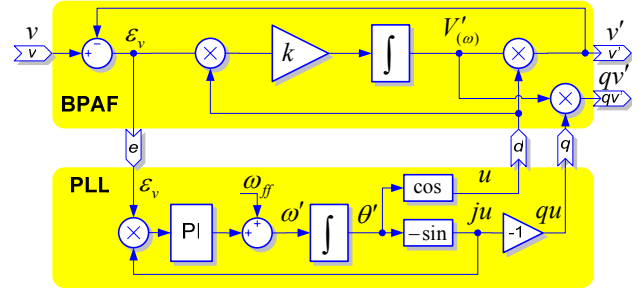 v
v
+
−
ε_v
×
k
∫
V'_(ω)
×
v'
v'
qv'
qv'
×
BPAF
e
d
q
PLL
ε_v
ω_ff
×
PI
+
+
ω'
∫
θ'
cos
u
−sin
ju
-1
qu